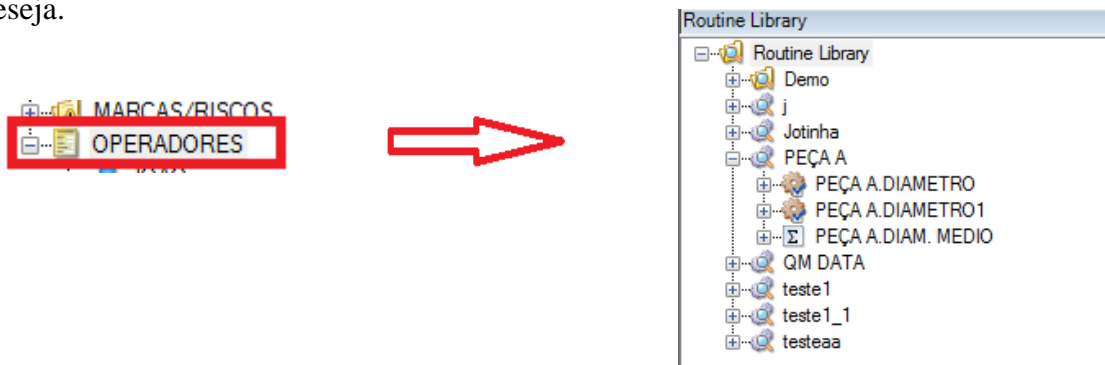 eseja.
MARCAS/RISCOS
OPERADORES
Routine Library
Routine Library
Demo
j
Jotinha
PEÇA A
PEÇA A.DIAMETRO
PEÇA A.DIAMETRO1
PEÇA A.DIAM. MEDIO
QM DATA
teste1
teste1_1
testeaa